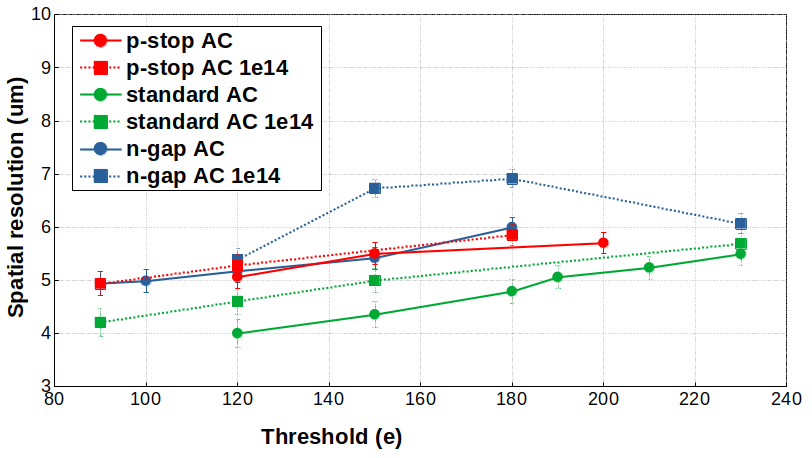 10
9
8
7
6
5
4
3
Spatial resolution (um)
p-stop AC
p-stop AC 1e14
standard AC
standard AC 1e14
n-gap AC
n-gap AC 1e14
80 100 120 140 160 180 200 220 240
Threshold (e)